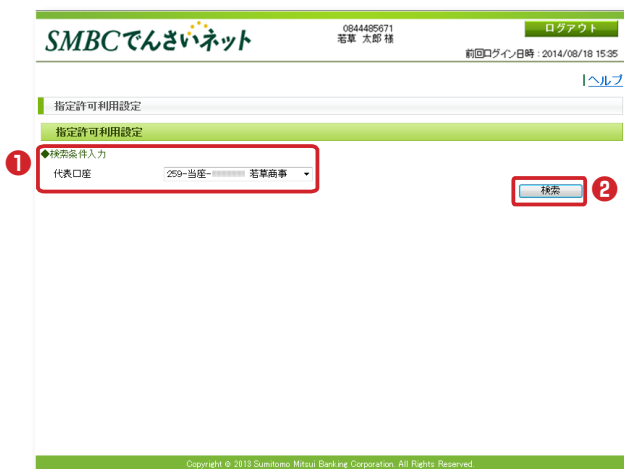 SMBCでんさいネット
0844485671
若草 太郎 様
ログアウト
前回ログイン日時：2014/08/18 15:35
ヘルプ
指定許可利用設定
指定許可利用設定
◆検索条件入力
1
代表口座 259-当座- 若草商事
検索 2
Copyright © 2013 Sumitomo Mitsui Banking Corporation. All Rights Reserved.